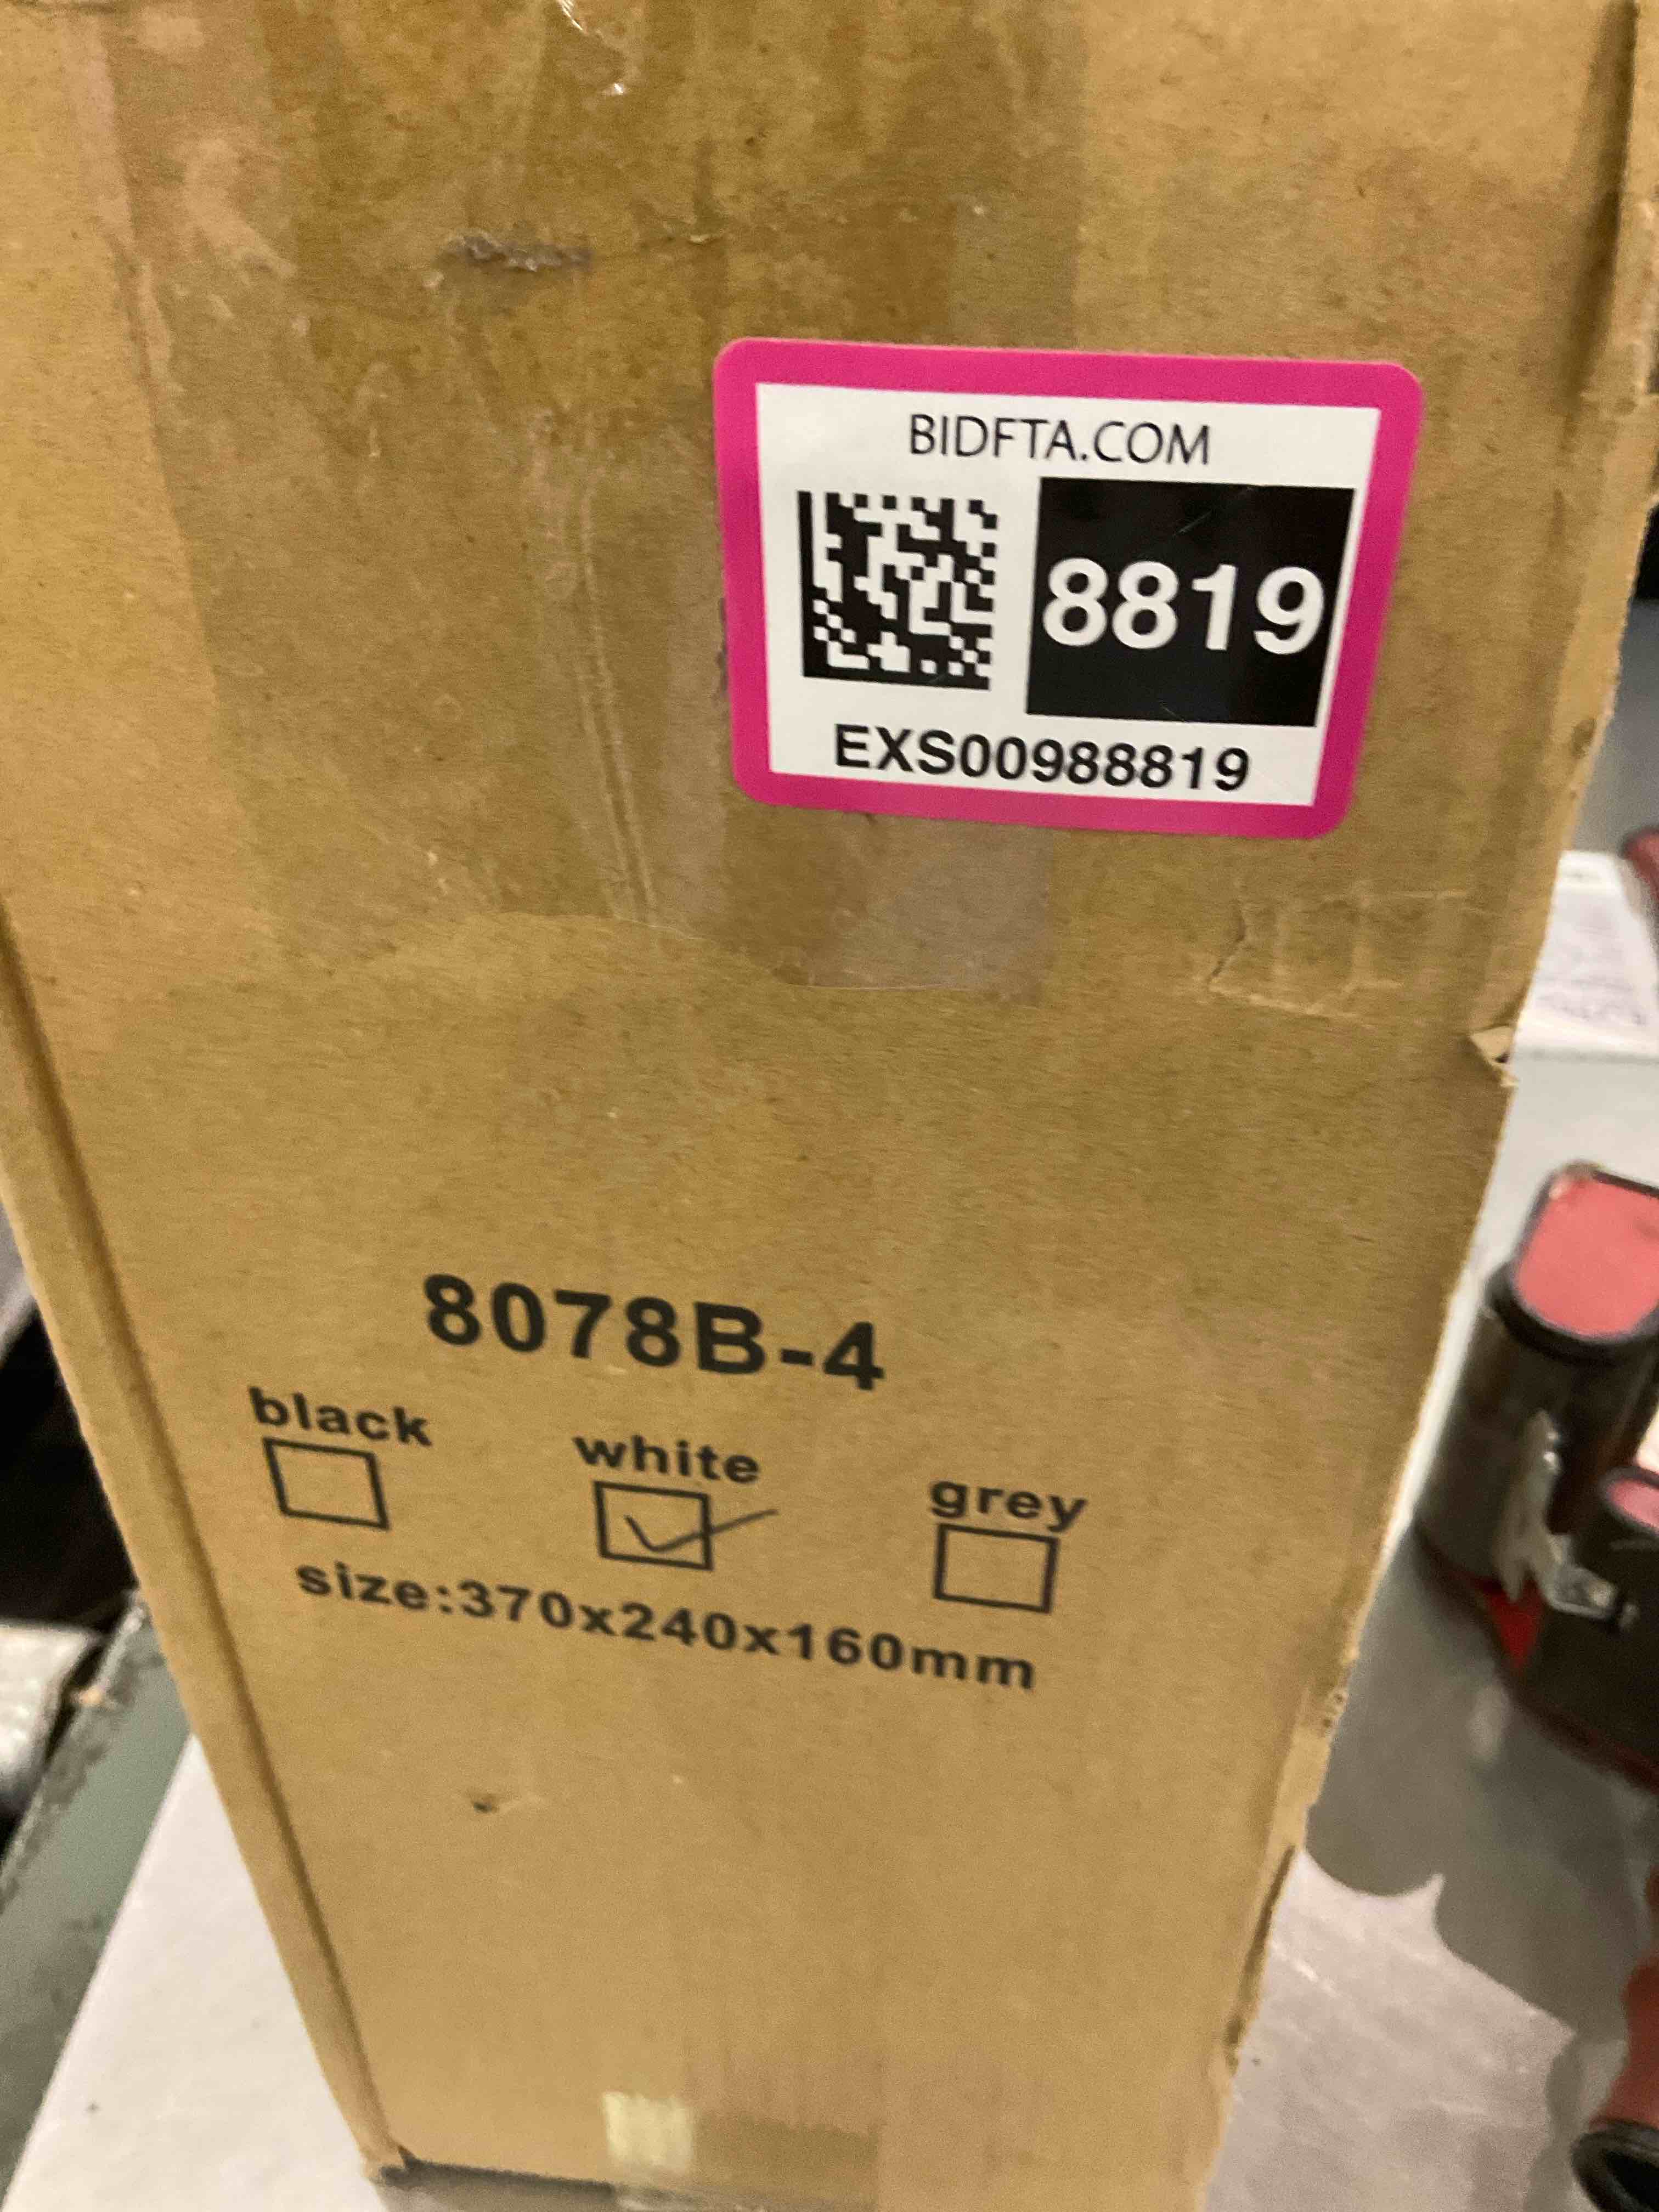 BIDFTA.COM
8819
EXS00988819
8078B-4
black white grey
size:370x240x160mm